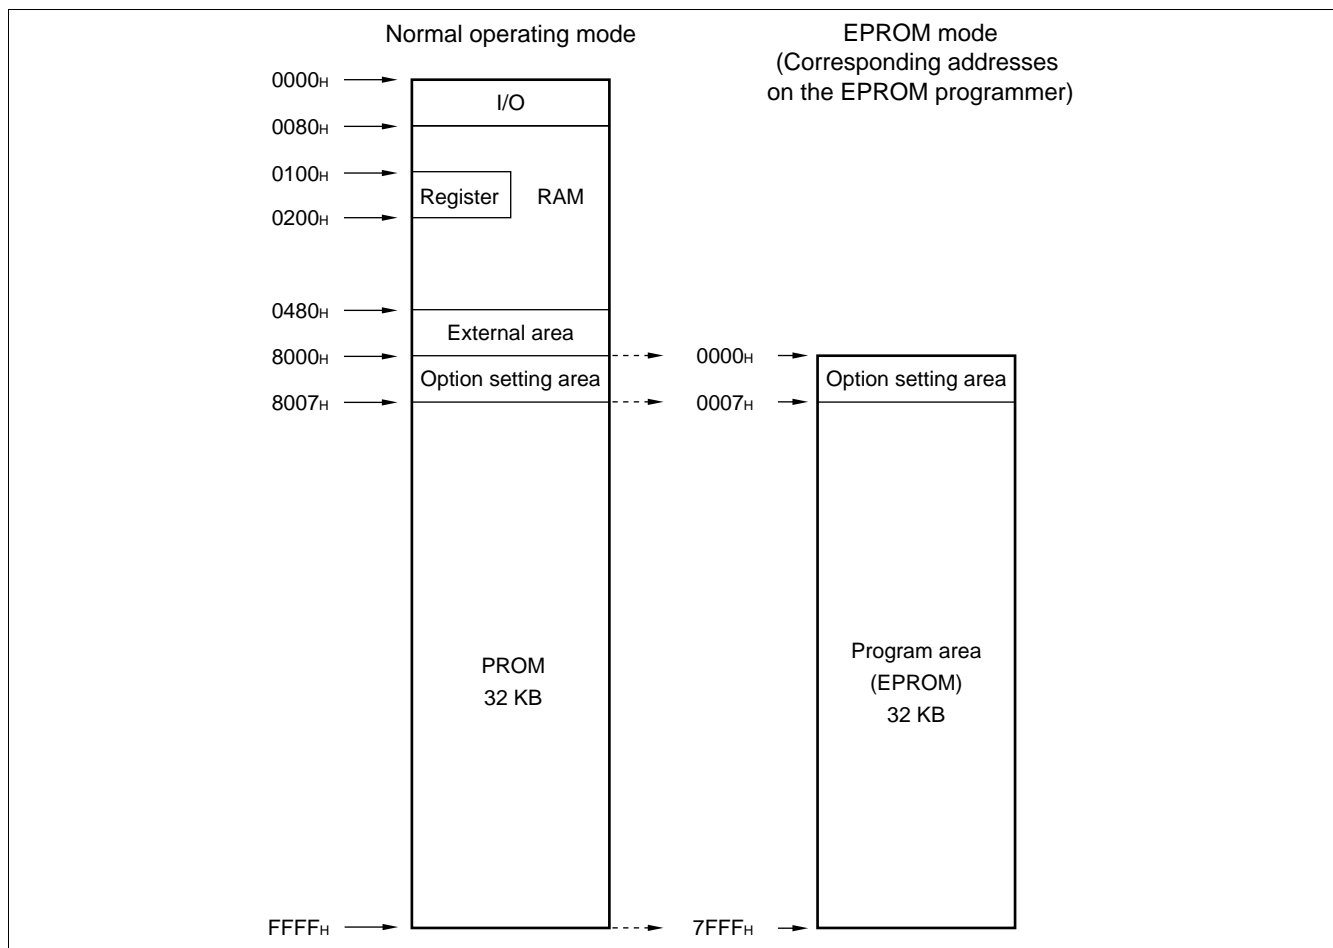 Normal operating mode
EPROM mode
(Corresponding addresses
on the EPROM programmer)
0000H
I/O
0080H
0100H
Register
RAM
0200H
0480H
External area
8000H
0000H
Option setting area
Option setting area
8007H
0007H
PROM
32 KB
Program area
(EPROM)
32 KB
FFFFH
7FFFH